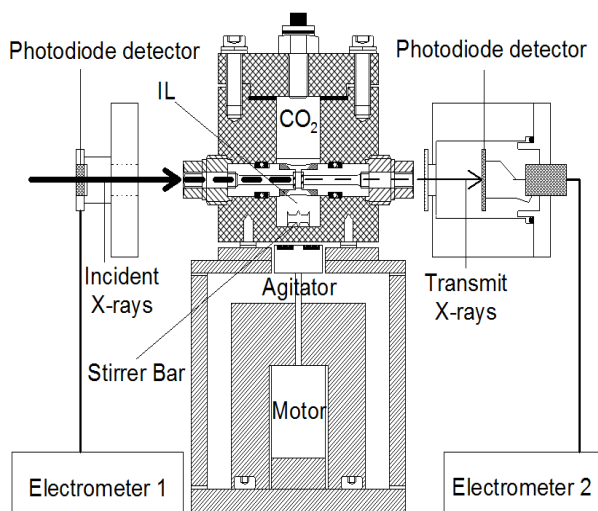 Photodiode detector
IL
CO₂
Photodiode detector
Incident
X-rays
Agitator
Transmit
X-rays
Stirrer Bar
Motor
Electrometer 1
Electrometer 2